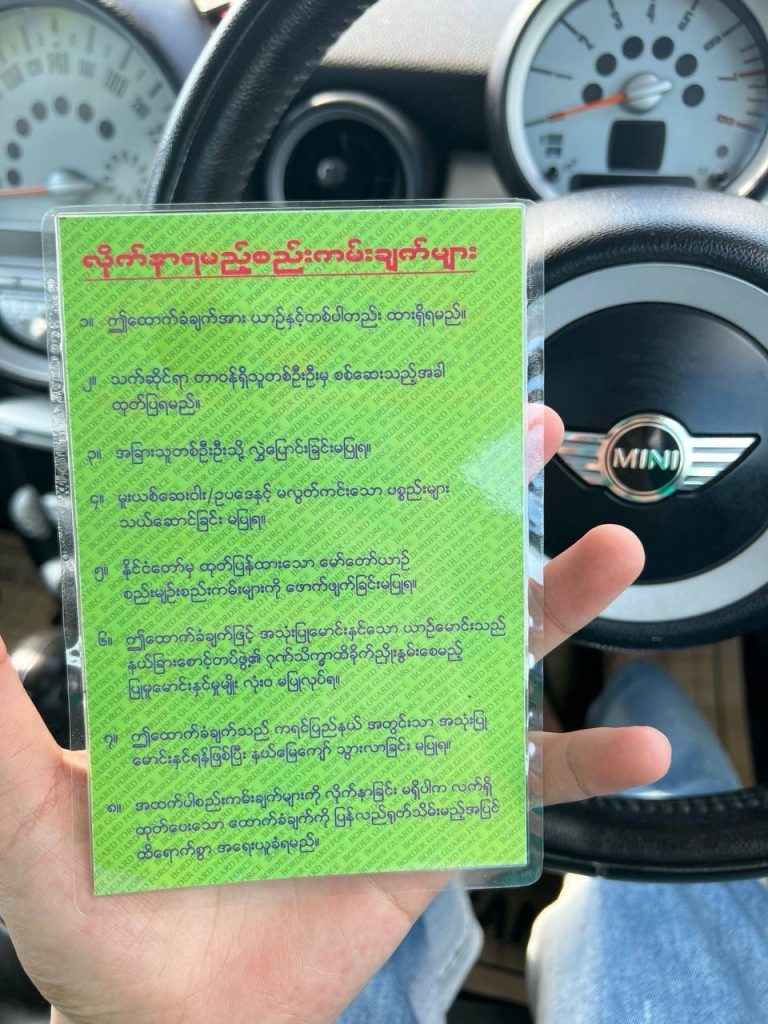 လိုက်နာရမည့်စည်းကမ်းချက်များ
၁။ ဤထောက်ခံချက်အား ယာဉ်နှင့်တစ်ပါတည်း ထားရှိရမည်။
၂။ သက်ဆိုင်ရာ တာဝန်ရှိသူတစ်ဦးဦးမှ စစ်ဆေးသည့်အခါ
ထုတ်ပြရမည်။
၃။ အခြားသူတစ်ဦးဦးသို့ လွှဲပြောင်းခြင်းမပြုရ။
၄။ မူးယစ်ဆေးဝါး/ဥပဒေနှင့် မလွတ်ကင်းသော ပစ္စည်းများ
သယ်ဆောင်ခြင်း မပြုရ။
၅။ နိုင်ငံတော်မှ ထုတ်ပြန်ထားသော မော်တော်ယာဉ်
စည်းမျဉ်းစည်းကမ်းများကို ဖောက်ဖျက်ခြင်းမပြုရ။
၆။ ဤထောက်ခံချက်ဖြင့် အသုံးပြုမောင်းနှင်သော ယာဉ်မောင်းသည်
နယ်ခြားစောင့်တပ်ဖွဲ့၏ ဂုဏ်သိက္ခာထိခိုက်ညှိုးနွမ်းစေမည့်
ပြုမူမောင်းနှင်မှုမျိုး လုံးဝ မပြုလုပ်ရ။
၇။ ဤထောက်ခံချက်သည် ကရင်ပြည်နယ် အတွင်းသာ အသုံးပြု
မောင်းနှင်ရန်ဖြစ်ပြီး နယ်မြေကျော် သွားလာခြင်း မပြုရ။
၈။ အထက်ပါစည်းကမ်းချက်များကို လိုက်နာခြင်း မရှိပါက လက်ရှိ
ထုတ်ပေးသော ထောက်ခံချက်ကို ပြန်လည်ရုတ်သိမ်းမည့်အပြင်
ထိရောက်စွာ အရေးယူခံရမည်။
MINI